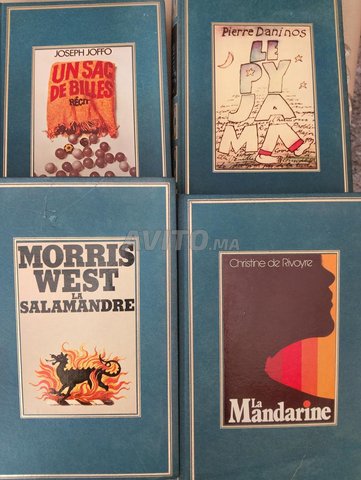 JOSEPH JOFFO
UN SAC
DE BILLES
RÉCIT
Pierre Daninos
LE
PY
JA
MA
AVITO.MA
MORRIS
WEST
LA
SALAMANDRE
Christine de Rivoyre
La
Mandarine